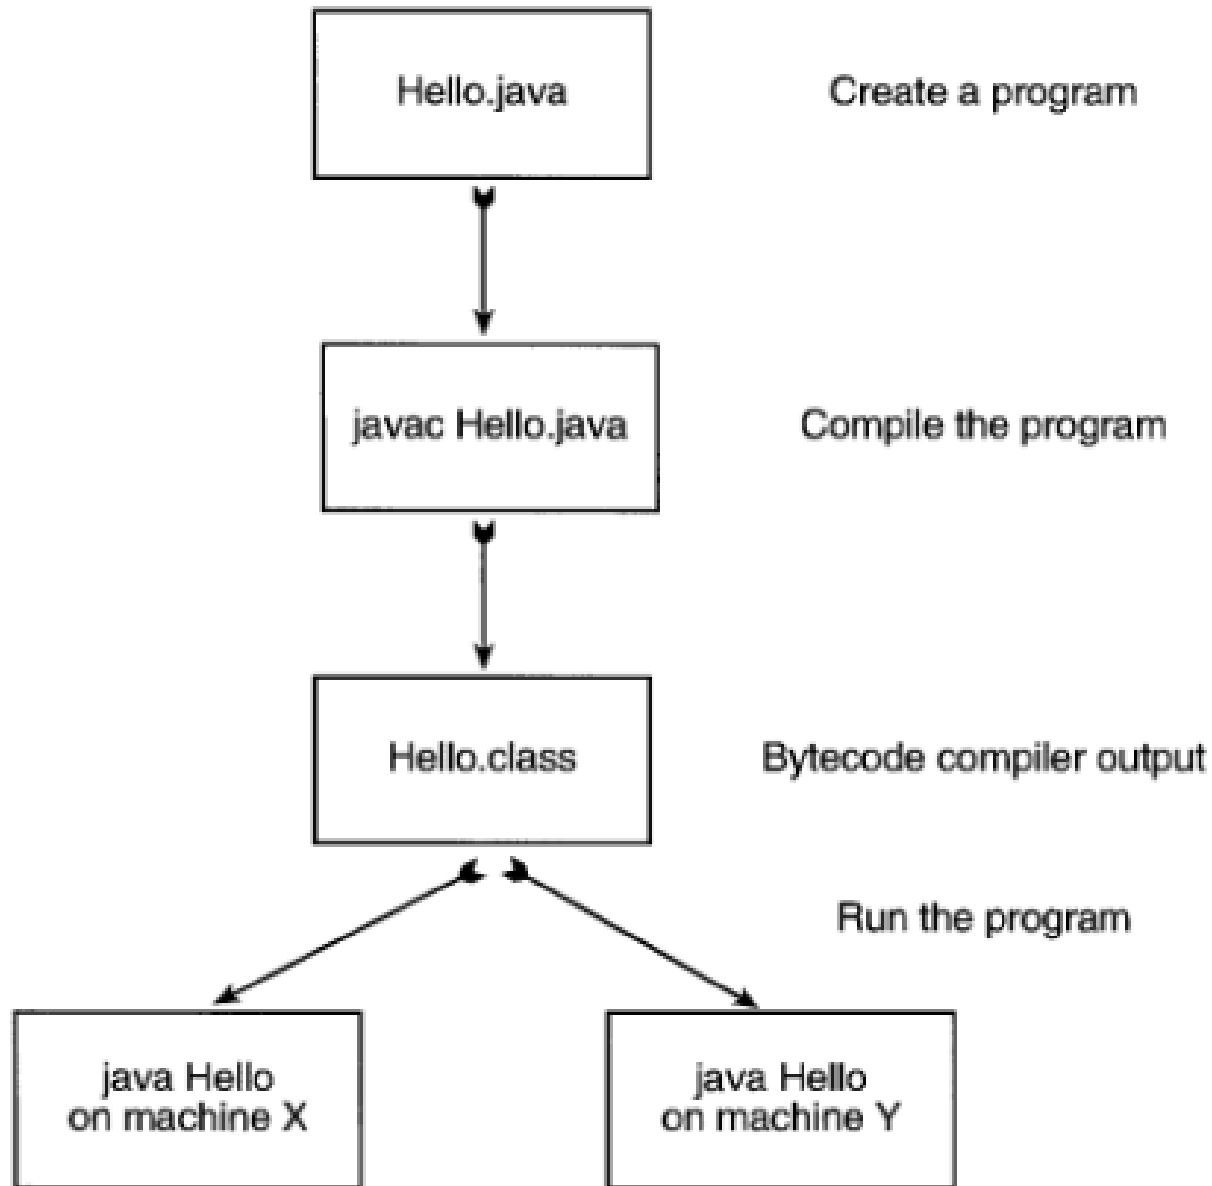 Hello.java
Create a program
javac Hello.java
Compile the program
Hello.class
Bytecode compiler output
Run the program
java Hello
on machine X
java Hello
on machine Y